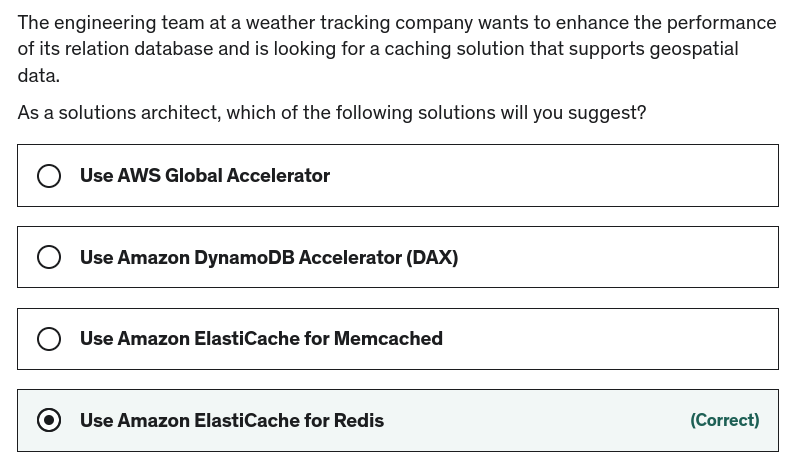 The engineering team at a weather tracking company wants to enhance the performance
of its relation database and is looking for a caching solution that supports geospatial
data.
As a solutions architect, which of the following solutions will you suggest?
Use AWS Global Accelerator
Use Amazon DynamoDB Accelerator (DAX)
Use Amazon ElastiCache for Memcached
Use Amazon ElastiCache for Redis (Correct)